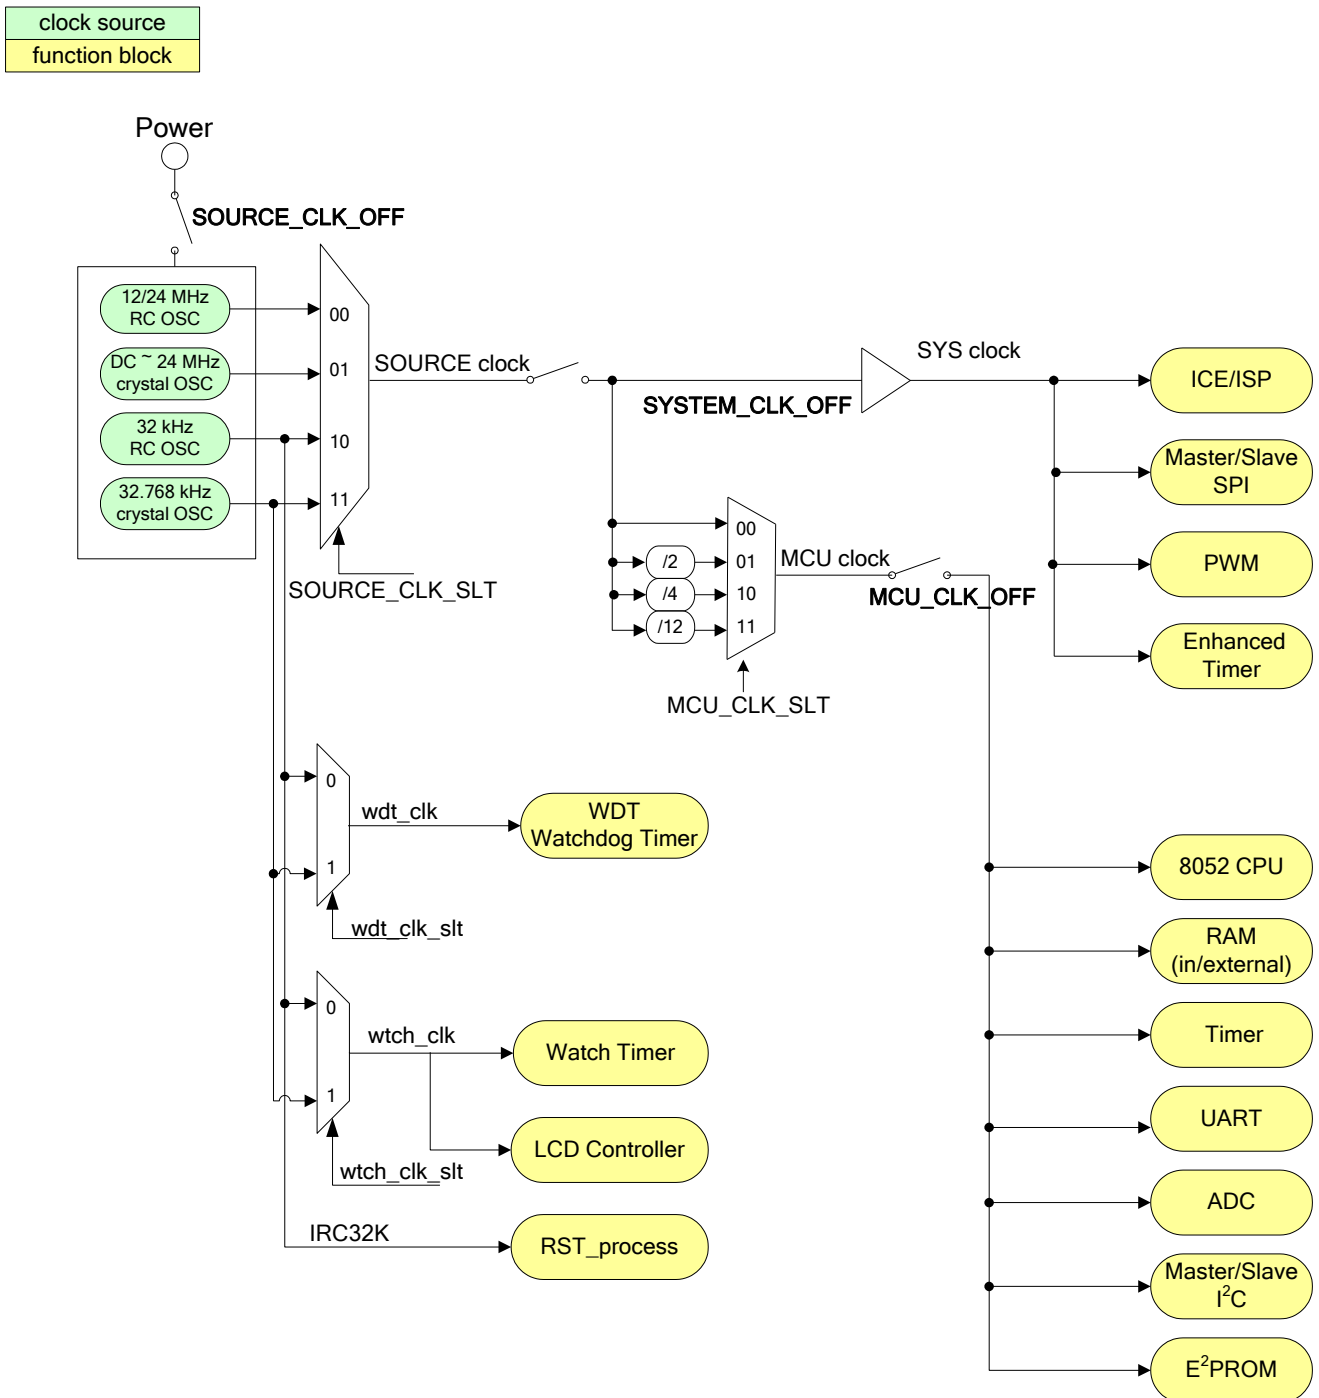 clock source
function block
Power
SOURCE_CLK_OFF
12/24 MHz
RC OSC
DC ~ 24 MHz
crystal OSC
32 kHz
RC OSC
32.768 kHz
crystal OSC
00
01
10
11
SOURCE_CLK_SLT
SOURCE clock
SYSTEM_CLK_OFF
SYS clock
ICE/ISP
Master/Slave
SPI
PWM
Enhanced
Timer
/2
/4
/12
00
01
10
11
MCU_CLK_SLT
MCU clock
MCU_CLK_OFF
0
1
wdt_clk
wdt_clk_slt
WDT
Watchdog Timer
0
1
wtch_clk
wtch_clk_slt
Watch Timer
LCD Controller
IRC32K
RST_process
8052 CPU
RAM
(in/external)
Timer
UART
ADC
Master/Slave
I²C
E²PROM